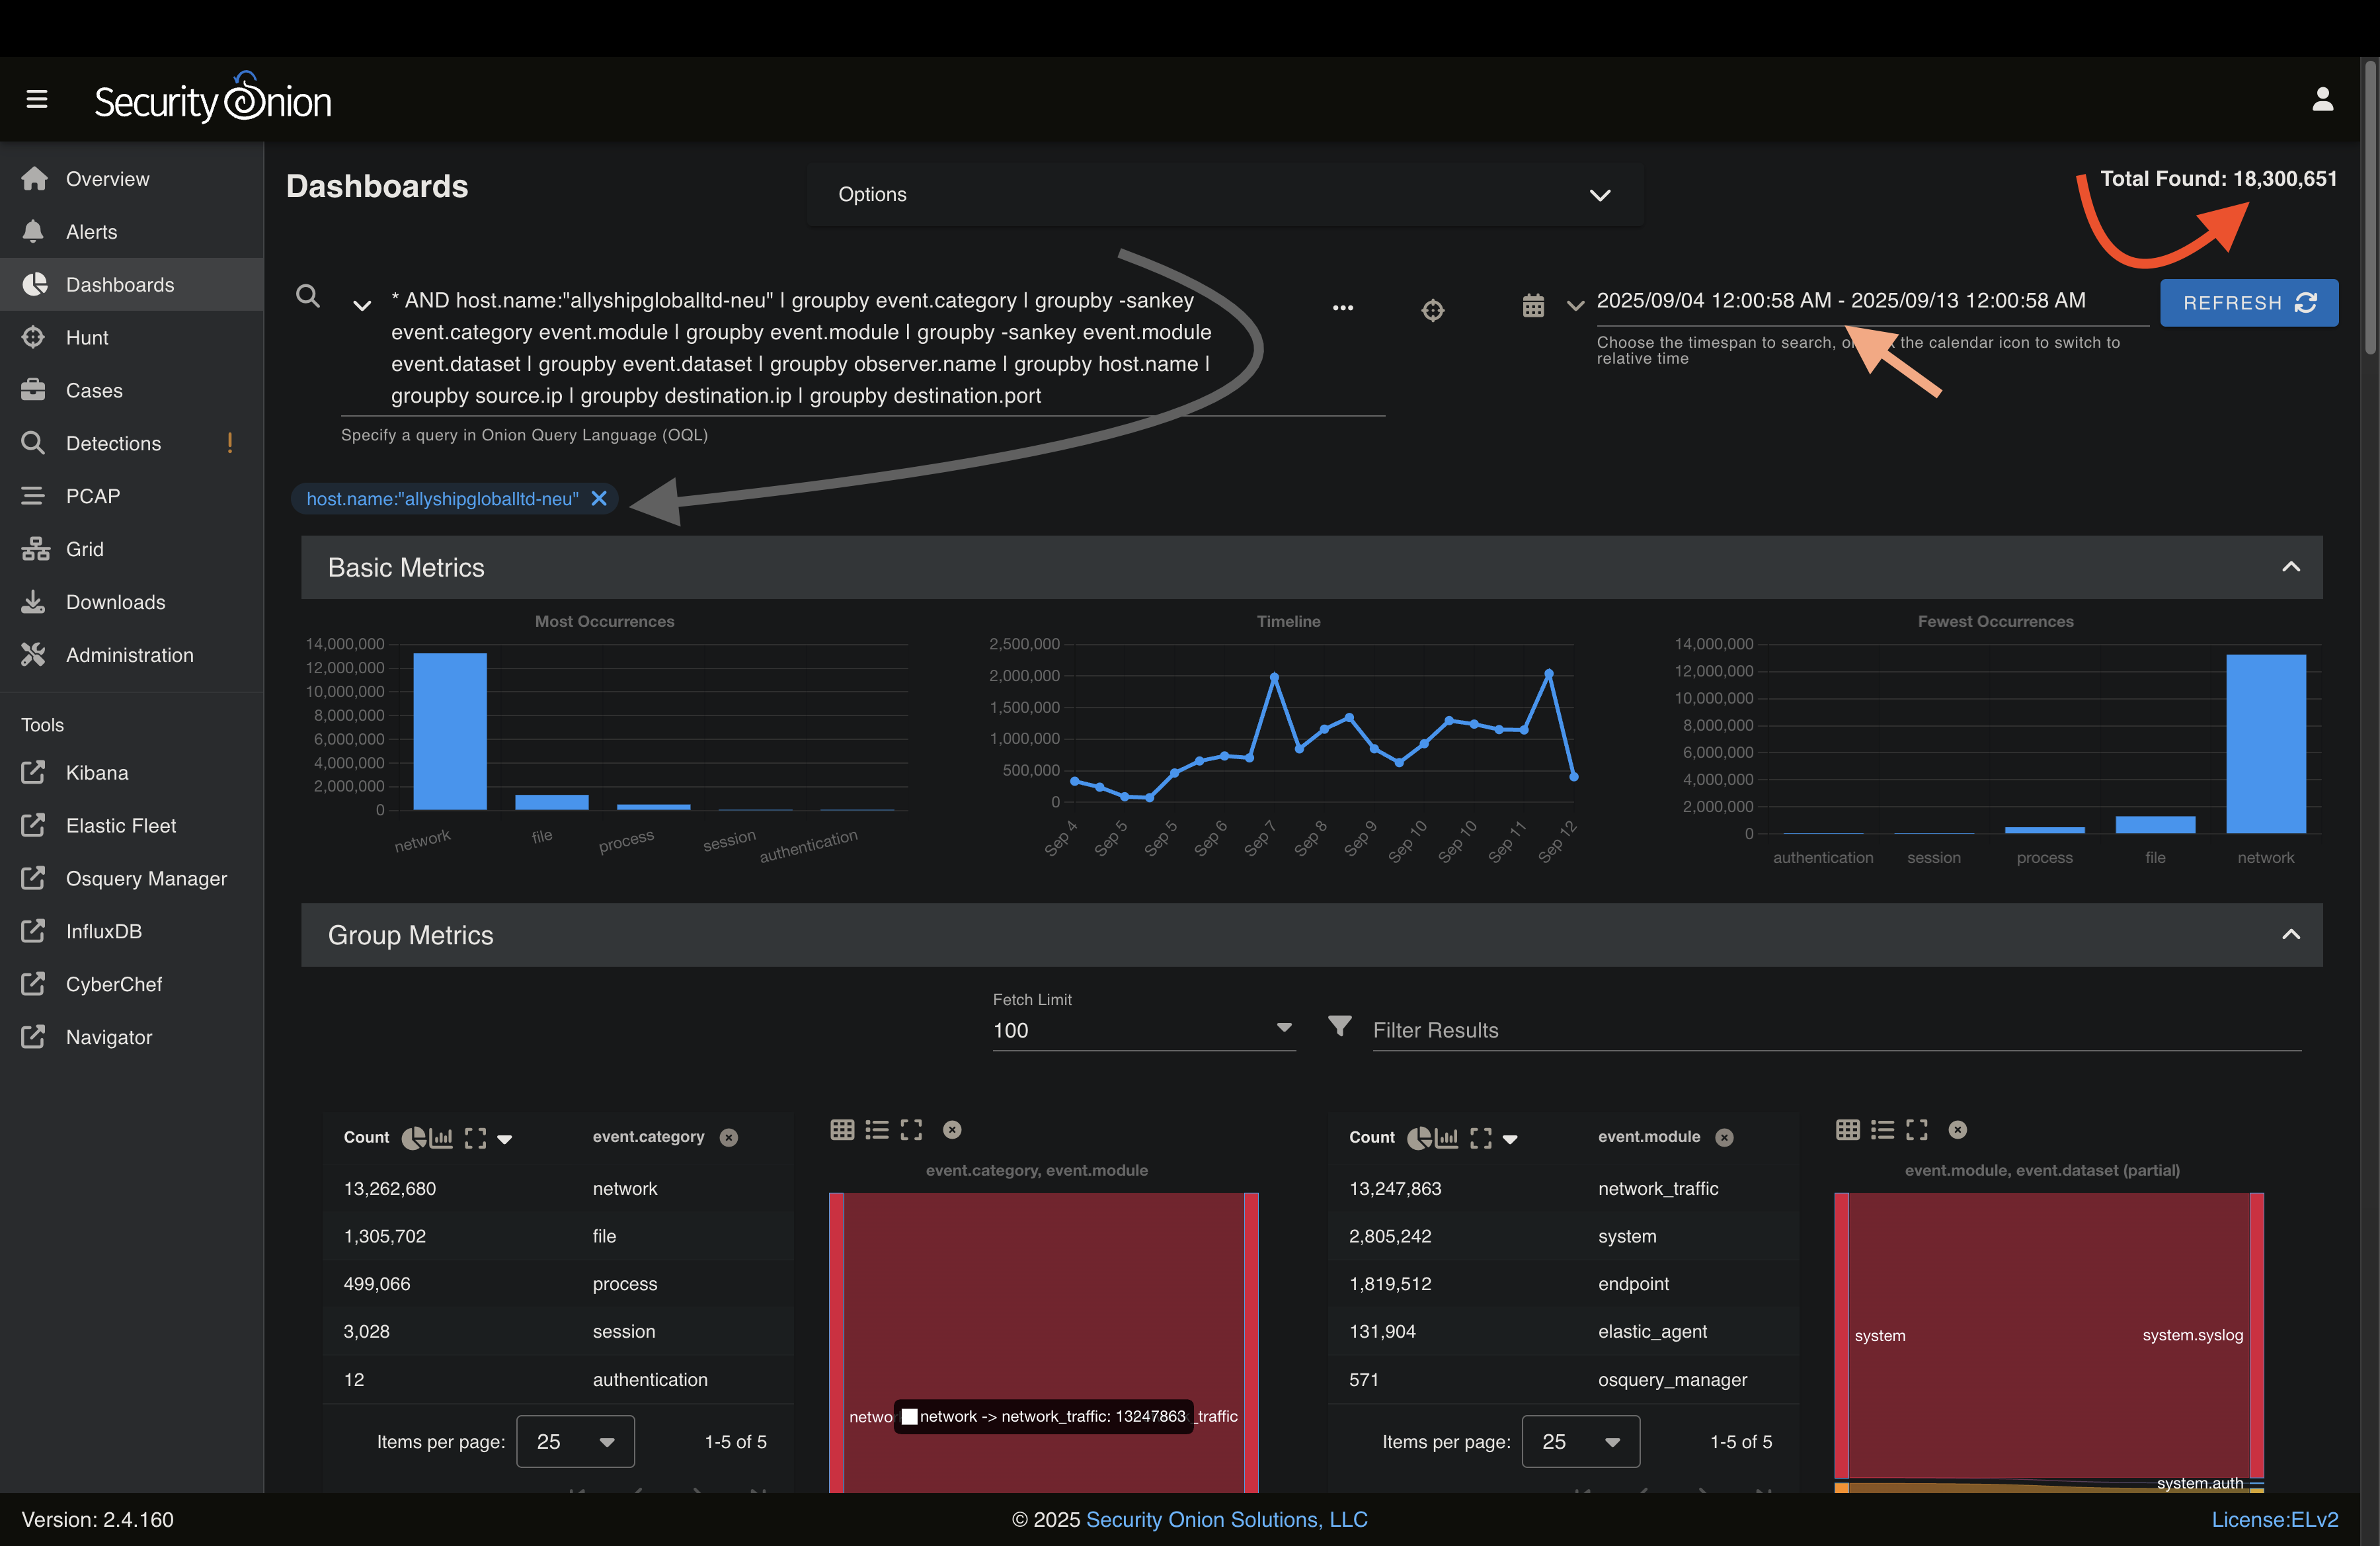 Security Onion
Overview
Alerts
Dashboards
Hunt
Cases
Detections !
PCAP
Grid
Downloads
Administration
Tools
Kibana
Elastic Fleet
Osquery Manager
InfluxDB
CyberChef
Navigator
Dashboards
Options
Total Found: 18,300,651
* AND host.name:"allyshipgloballtd-neu" | groupby event.category | groupby -sankey
event.category event.module | groupby event.module | groupby -sankey event.module
event.dataset | groupby event.dataset | groupby observer.name | groupby host.name |
groupby source.ip | groupby destination.ip | groupby destination.port
Specify a query in Onion Query Language (OQL)
2025/09/04 12:00:58 AM - 2025/09/13 12:00:58 AM
Choose the timespan to search, the calendar icon to switch to
relative time
REFRESH
host.name:"allyshipgloballtd-neu"
Basic Metrics
Most Occurrences
14,000,000
12,000,000
10,000,000
8,000,000
6,000,000
4,000,000
2,000,000
0
network file process session authentication
Timeline
2,500,000
2,000,000
1,500,000
1,000,000
500,000
0
Sep 4 Sep 5 Sep 5 Sep 6 Sep 7 Sep 8 Sep 9 Sep 10 Sep 10 Sep 11 Sep 12
Fewest Occurrences
14,000,000
12,000,000
10,000,000
8,000,000
6,000,000
4,000,000
2,000,000
0
authentication session process file network
Group Metrics
Fetch Limit
100
Filter Results
Count event.category
13,262,680 network
1,305,702 file
499,066 process
3,028 session
12 authentication
Items per page: 25 1-5 of 5
event.category, event.module
netwo network -> network_traffic: 13247863 _traffic
Count event.module
13,247,863 network_traffic
2,805,242 system
1,819,512 endpoint
131,904 elastic_agent
571 osquery_manager
Items per page: 25 1-5 of 5
event.module, event.dataset (partial)
system system.syslog
system.auth
Version: 2.4.160
© 2025 Security Onion Solutions, LLC
License:ELv2